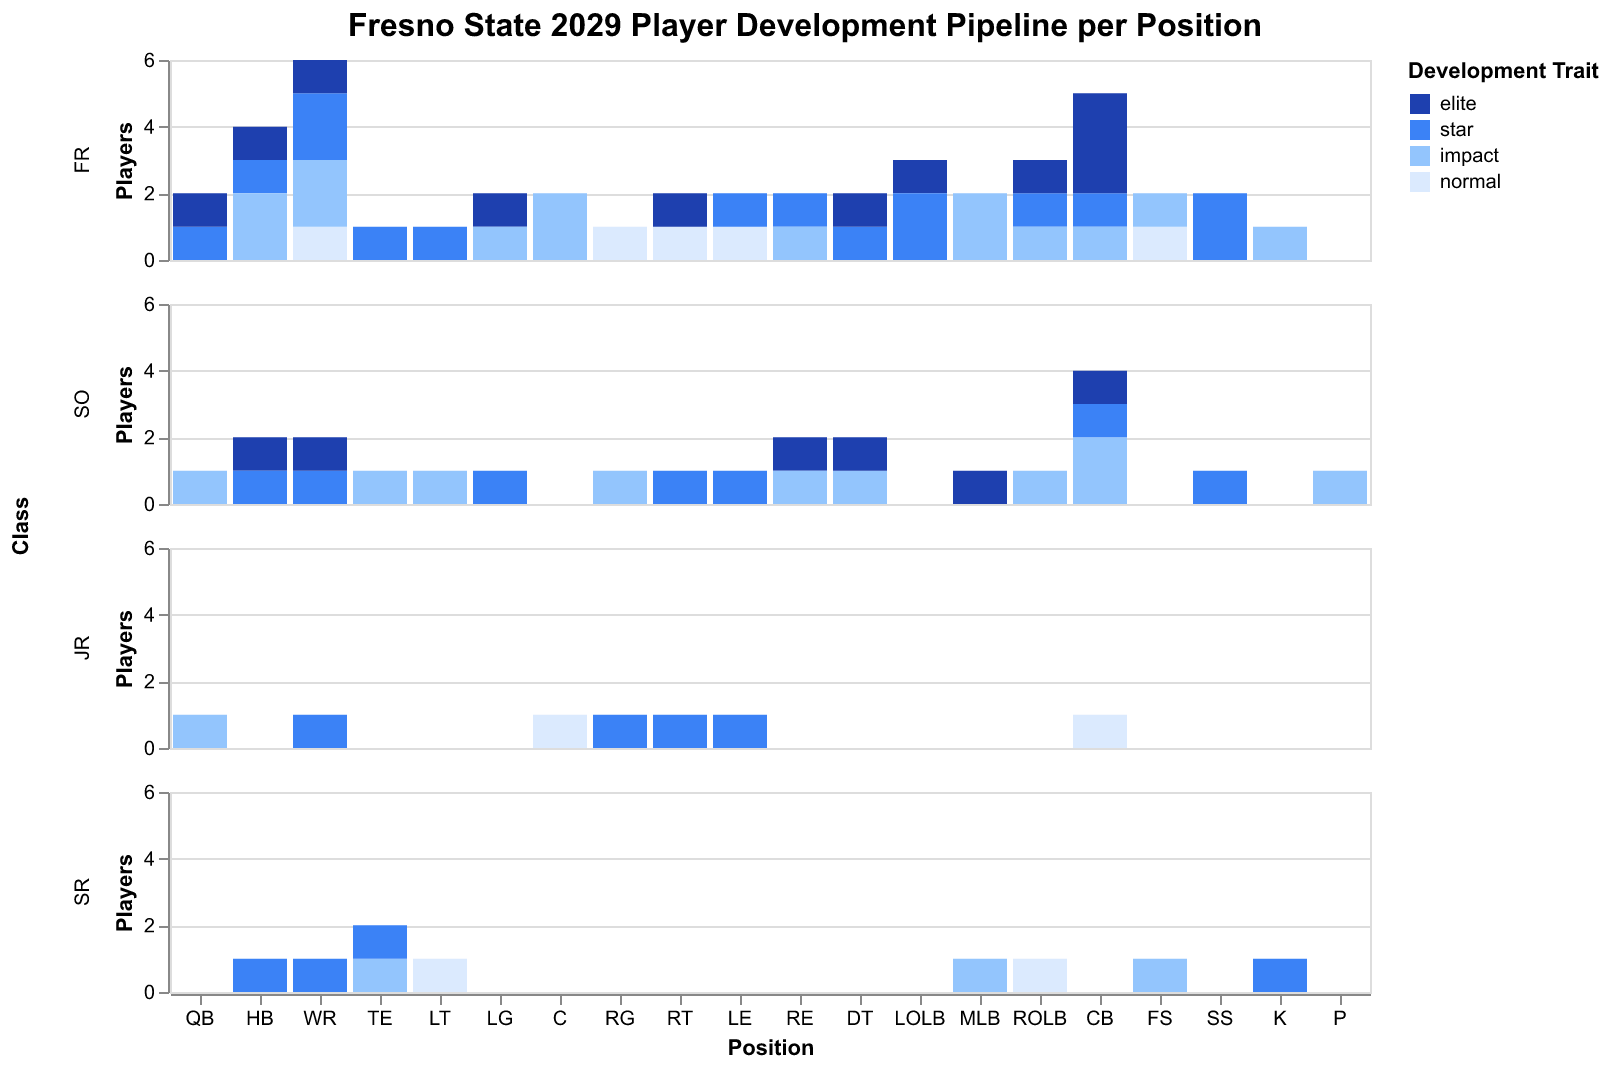 Fresno State 2029 Player Development Pipeline per Position
Development Trait
elite
star
impact
normal
Class
FR
Players
6
4
2
0
SO
Players
6
4
2
0
JR
Players
6
4
2
0
SR
Players
6
4
2
0
QB HB WR TE LT LG C RG RT LE RE DT LOLB MLB ROLB CB FS SS K P
Position